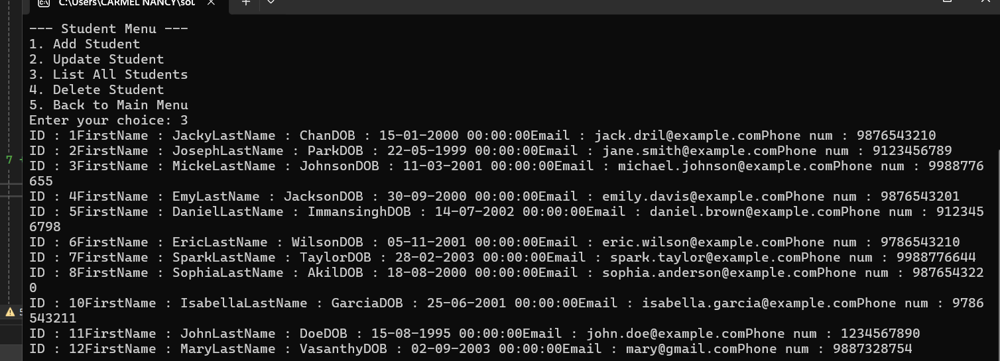 C:\Users\CARMEL NANCY\sou
--- Student Menu ---
1. Add Student
2. Update Student
3. List All Students
4. Delete Student
5. Back to Main Menu
Enter your choice: 3
ID : 1FirstName : JackyLastName : ChanDOB : 15-01-2000 00:00:00Email : jack.dril@example.comPhone num : 9876543210
ID : 2FirstName : JosephLastName : ParkDOB : 22-05-1999 00:00:00Email : jane.smith@example.comPhone num : 9123456789
ID : 3FirstName : MickeLastName : JohnsonDOB : 11-03-2001 00:00:00Email : michael.johnson@example.comPhone num : 9988776
7
655
ID : 4FirstName : EmyLastName : JacksonDOB : 30-09-2000 00:00:00Email : emily.davis@example.comPhone num : 9876543201
ID : 5FirstName : DanielLastName : ImmansinghDOB : 14-07-2002 00:00:00Email : daniel.brown@example.comPhone num : 912345
6798
ID : 6FirstName : EricLastName : WilsonDOB : 05-11-2001 00:00:00Email : eric.wilson@example.comPhone num : 9786543210
ID : 7FirstName : SparkLastName : TaylorDOB : 28-02-2003 00:00:00Email : spark.taylor@example.comPhone num : 9988776644
ID : 8FirstName : SophiaLastName : AkilDOB : 18-08-2000 00:00:00Email : sophia.anderson@example.comPhone num : 987654322
0
ID : 10FirstName : IsabellaLastName : GarciaDOB : 25-06-2001 00:00:00Email : isabella.garcia@example.comPhone num : 9786
543211
ID : 11FirstName : JohnLastName : DoeDOB : 15-08-1995 00:00:00Email : john.doe@example.comPhone num : 1234567890
ID : 12FirstName : MaryLastName : VasanthyDOB : 02-09-2003 00:00:00Email : mary@gmail.comPhone num : 9887328754